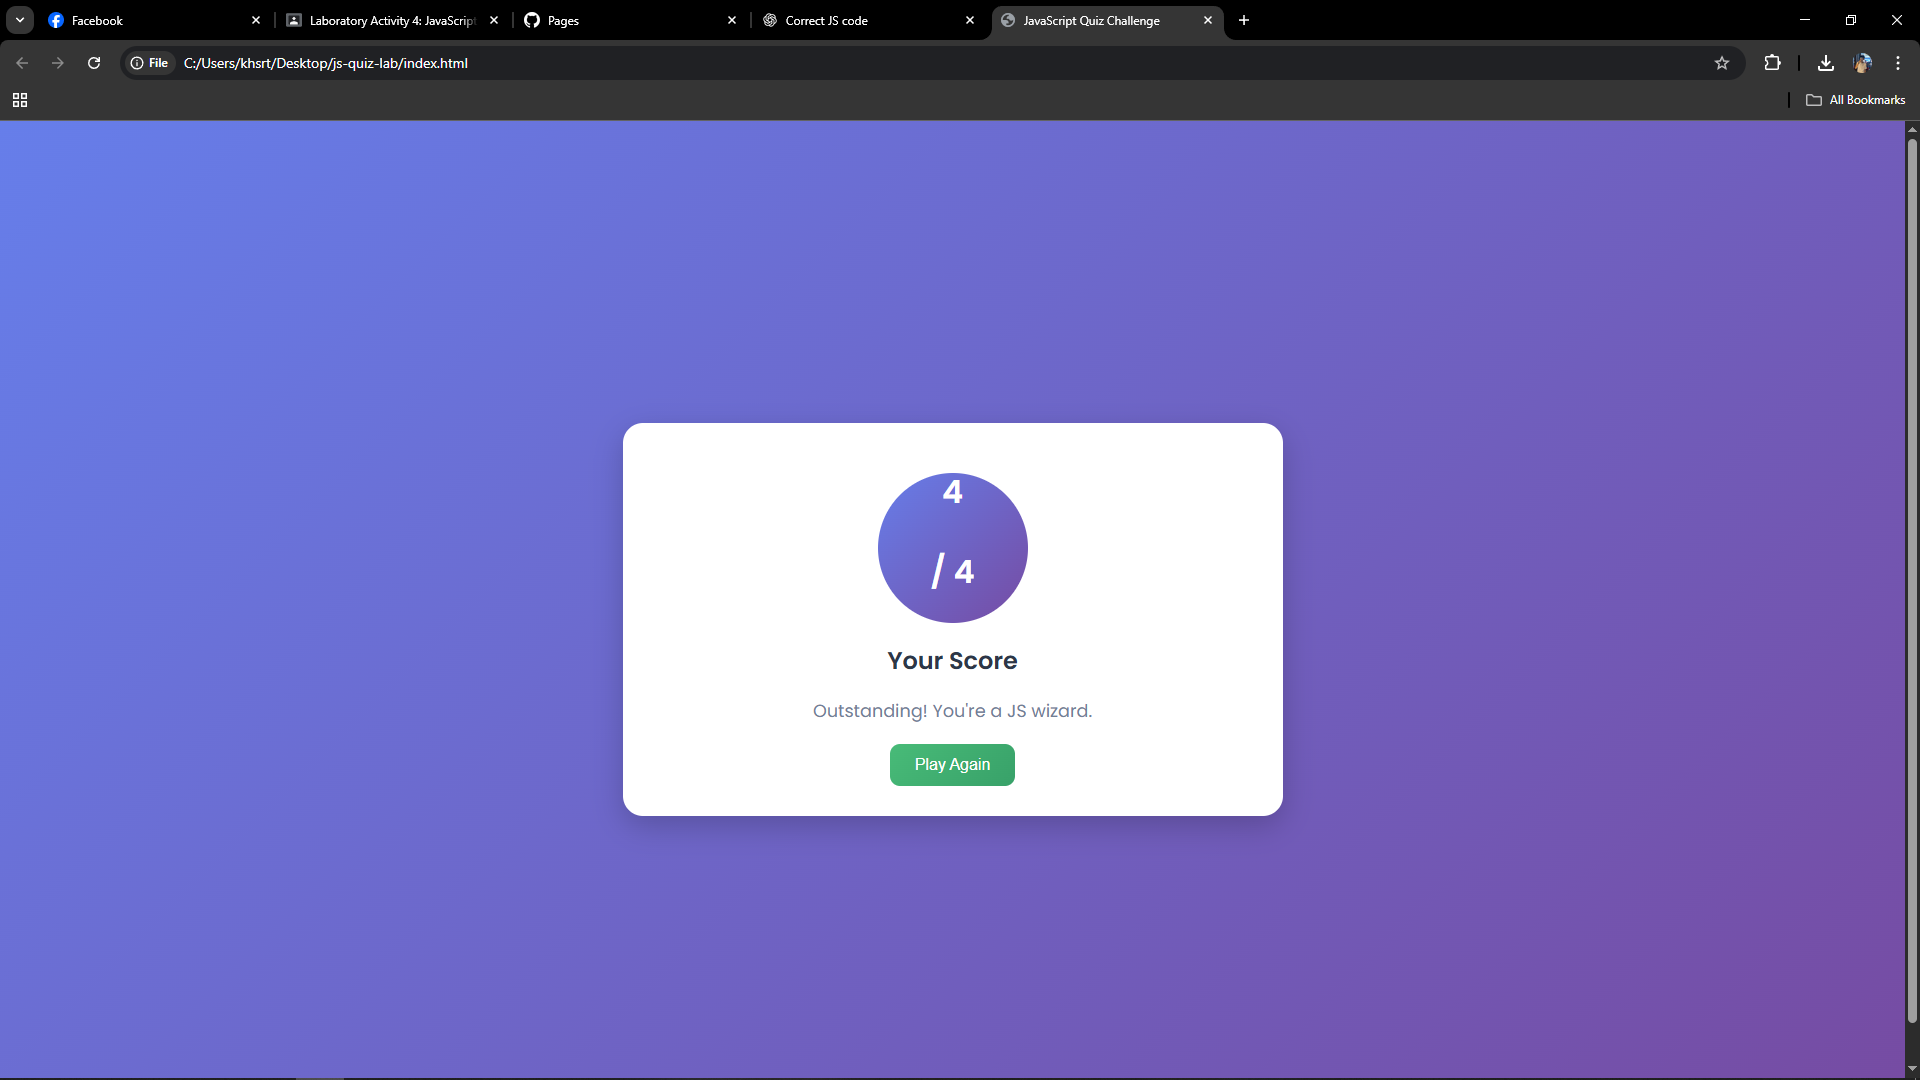 Facebook
Laboratory Activity 4: JavaScript
Pages
Correct JS code
JavaScript Quiz Challenge
File
C:/Users/khsrt/Desktop/js-quiz-lab/index.html
All Bookmarks
4
/ 4
Your Score
Outstanding! You're a JS wizard.
Play Again